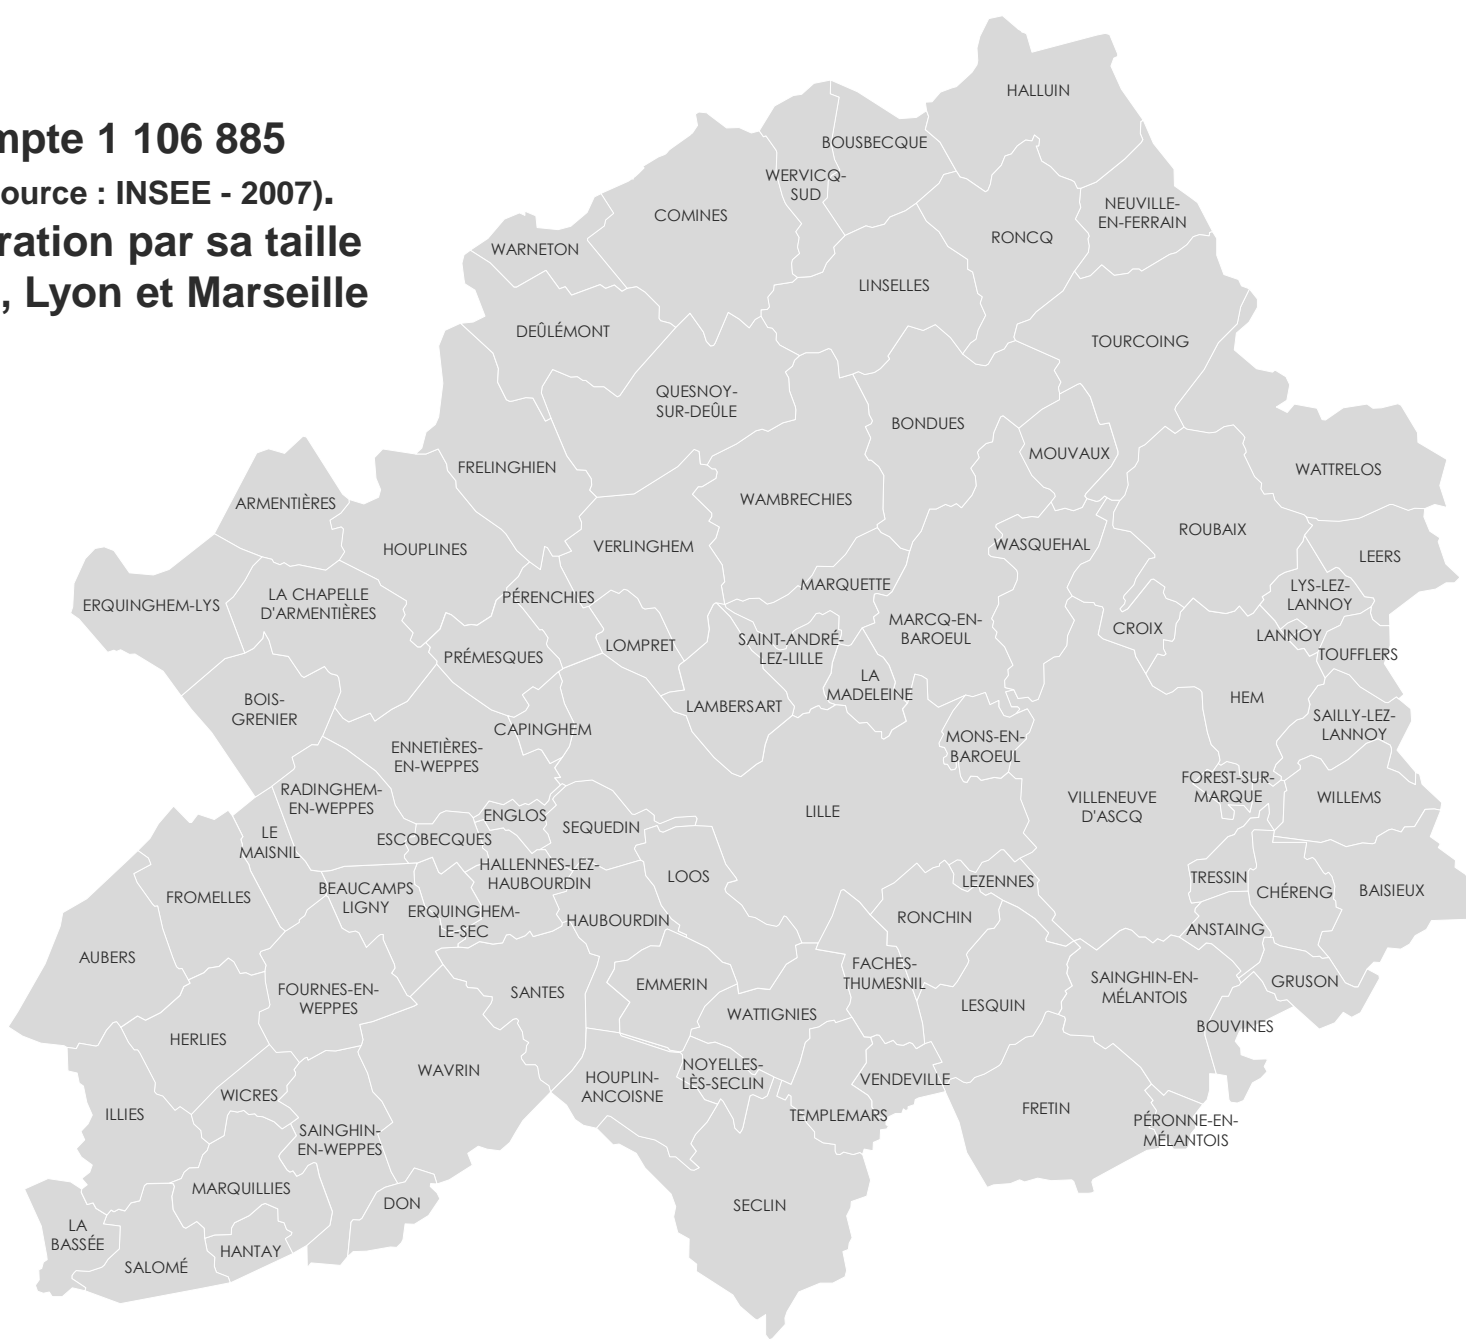 mpte 1 106 885
ource : INSEE - 2007).
ration par sa taille
, Lyon et Marseille
HALLUIN
BOUSBECQUE
WERVICQ-
SUD
COMINES
NEUVILLE-
EN-FERRAIN
RONCQ
WARNETON
LINSELLES
DEÛLÉMONT
TOURCOING
QUESNOY-
SUR-DEÛLE
BONDUES
MOUVAUX
FRELINGHIEN
WATTRELOS
ARMENTIÈRES
WAMBRECHIES
ROUBAIX
HOUPLINES
VERLINGHEM
WASQUEHAL
LEERS
ERQUINGHEM-LYS
LA CHAPELLE
D'ARMENTIÈRES
PÉRENCHIES
MARQUETTE
LYS-LEZ-
LANNOY
MARCQ-EN-
BAROEUL
CROIX
LANNOY
SAINT-ANDRÉ-
LEZ-LILLE
LOMPRET
PRÉMESQUES
TOUFFLERS
LA
MADELEINE
HEM
BOIS-
GRENIER
LAMBERSART
SAILLY-LEZ-
LANNOY
CAPINGHEM
MONS-EN-
BAROEUL
ENNETIÈRES-
EN-WEPPES
FOREST-SUR-
MARQUE
RADINGHEM-
EN-WEPPES
VILLENEUVE
D'ASCQ
WILLEMS
LILLE
ENGLOS
SEQUEDIN
LE
MAISNIL
ESCOBECQUES
HALLENNES-LEZ-
HAUBOURDIN
LOOS
LEZENNES
TRESSIN
CHÉRENG
BAISIEUX
FROMELLES
BEAUCAMPS
LIGNY
ERQUINGHEM-
LE-SEC
HAUBOURDIN
RONCHIN
ANSTAING
AUBERS
FACHES-
THUMESNIL
EMMERIN
SAINGHIN-EN-
MÉLANTOIS
GRUSON
FOURNES-EN-
WEPPES
SANTES
LESQUIN
WATTIGNIES
BOUVINES
HERLIES
WAVRIN
HOUPLIN-
ANCOISNE
NOYELLES-
LÈS-SECLIN
VENDEVILLE
WICRES
FRETIN
ILLIES
TEMPLEMARS
PÉRONNE-EN-
MÉLANTOIS
SAINGHIN-
EN-WEPPES
MARQUILLIES
DON
SECLIN
LA
BASSÉE
HANTAY
SALOMÉ